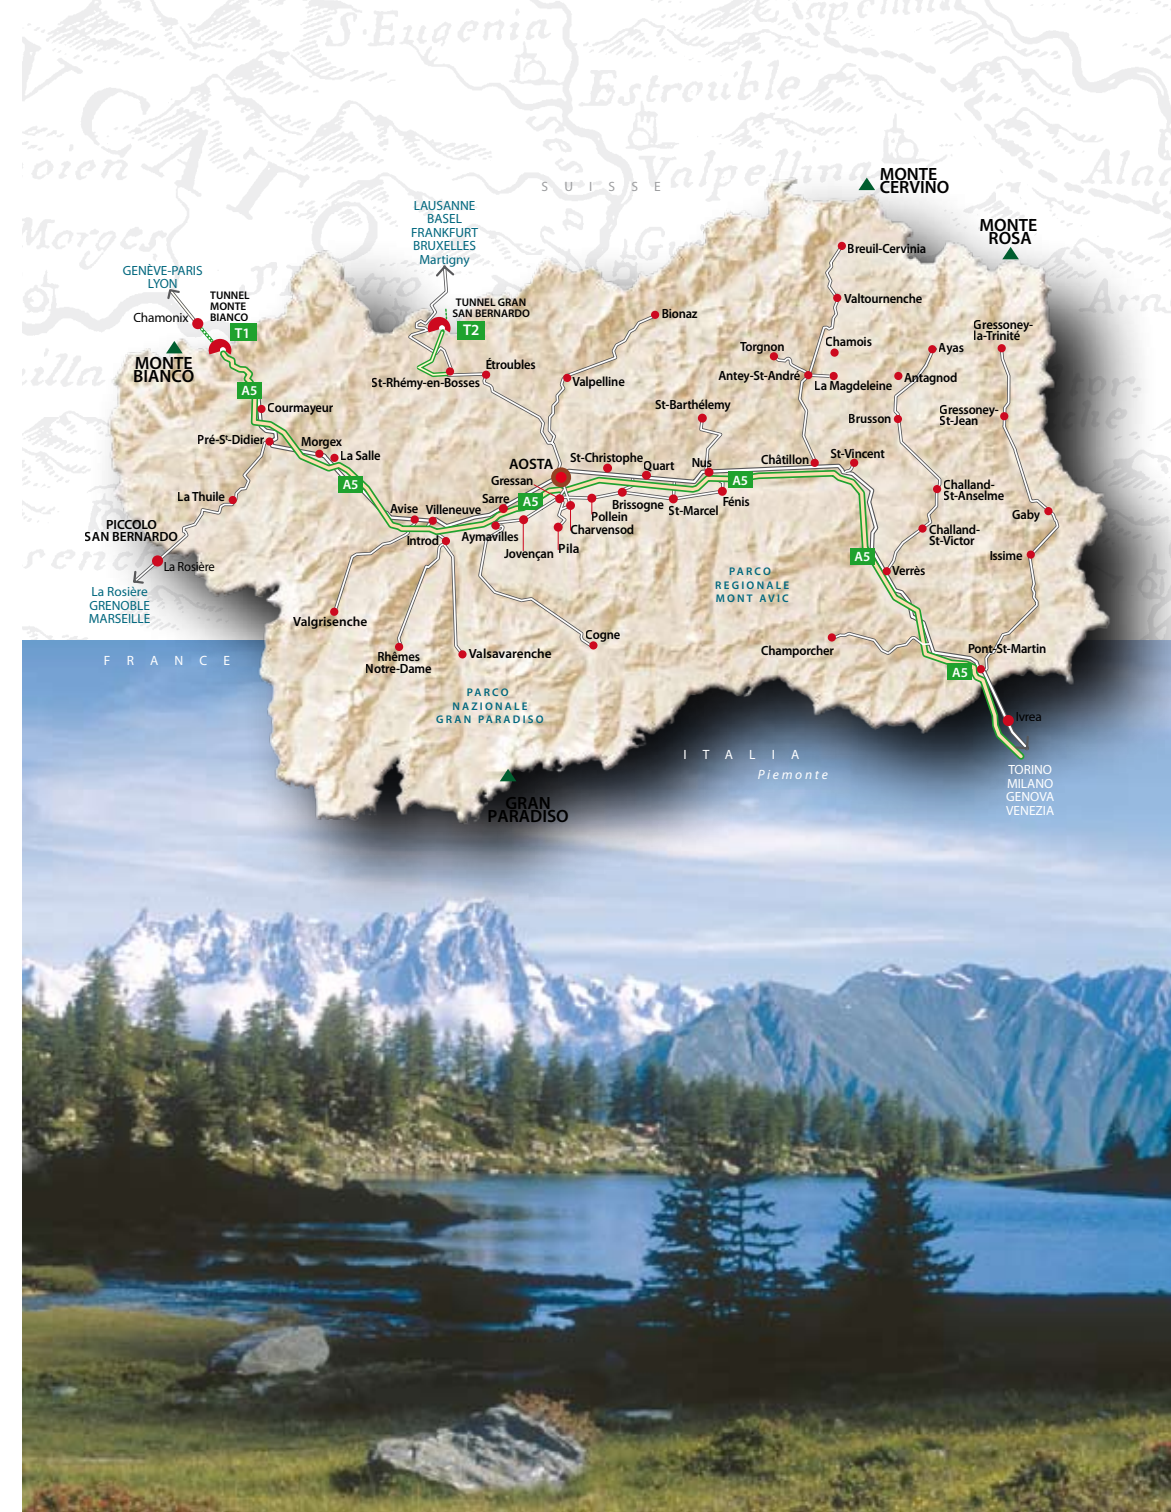 S. Eugenia
Estrouble
Valpellina
Morges
SUISSE
MONTE
CERVINO
MONTE
ROSA
LAUSANNE
BASEL
FRANKFURT
BRUXELLES
Martigny
GENÈVE-PARIS
LYON
Chamonix
TUNNEL
MONTE
BIANCO
T1
MONTE
BIANCO
TUNNEL GRAN
SAN BERNARDO
T2
St-Rhémy-en-Bosses
Étroubles
Bionaz
Valpelline
Breuil-Cervinia
Valtournenche
Torgnon
Chamois
Antey-St-André
La Magdeleine
Antagnod
Ayas
Gressoney-
la-Trinité
Brusson
Gressoney-
St-Jean
St-Barthélemy
A5
Courmayeur
Pré-St-Didier
Morgex
La Salle
A5
La Thuile
PICCOLO
SAN BERNARDO
La Rosière
La Rosière
GRENOBLE
MARSEILLE
AOSTA
Gressan
St-Christophe
Quart
Nus
A5
Châtillon
St-Vincent
Avise
Villeneuve
Sarre
A5
Introd
Aymavilles
Jovençan
Pila
Charvensod
Pollein
Brissogne
St-Marcel
Fénis
Challand-
St-Anselme
Challand-
St-Victor
Gaby
Issime
A5
Verrès
PARCO
REGIONALE
MONT AVIC
Valgrisenche
Rhêmes
Notre-Dame
Valsavarenche
Cogne
Champorcher
Pont-St-Martin
A5
Ivrea
FRANCE
PARCO
NAZIONALE
GRAN PARADISO
ITALIA
Piemonte
TORINO
MILANO
GENOVA
VENEZIA
GRAN
PARADISO